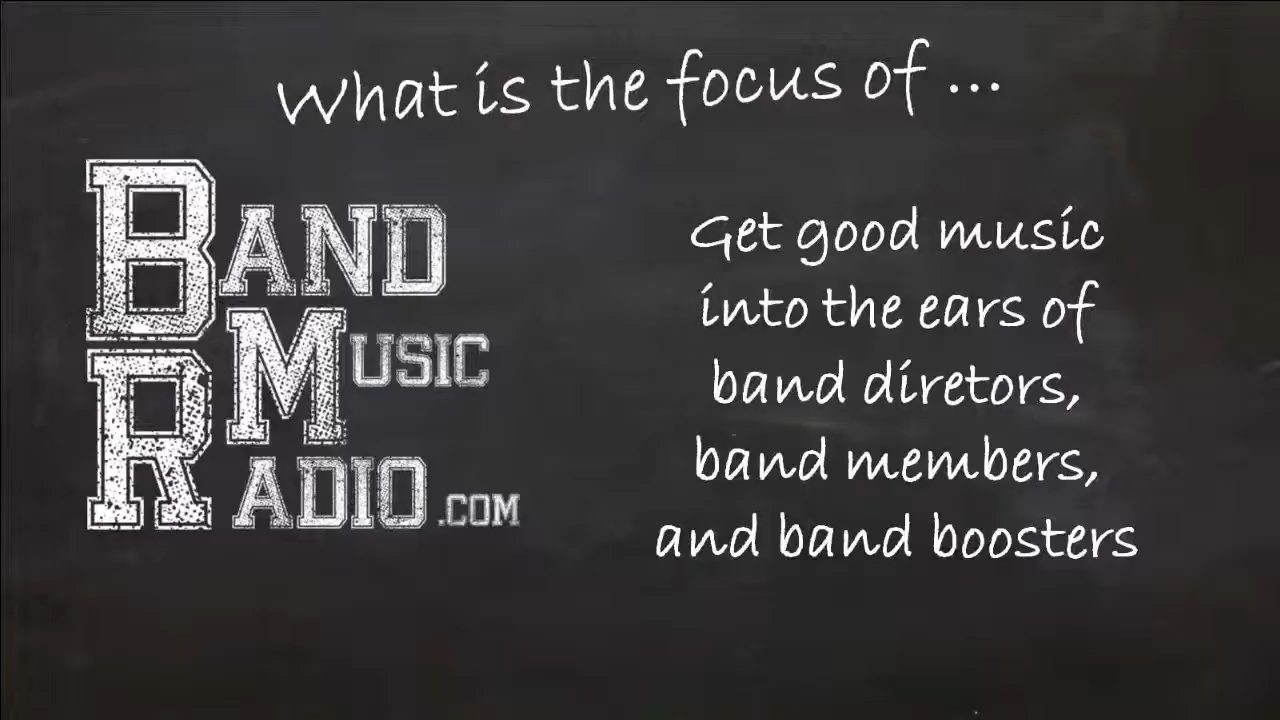 What is the focus of ...
BAND
MUSIC
RADIO.COM
Get good music
into the ears of
band diretors,
band members,
and band boosters